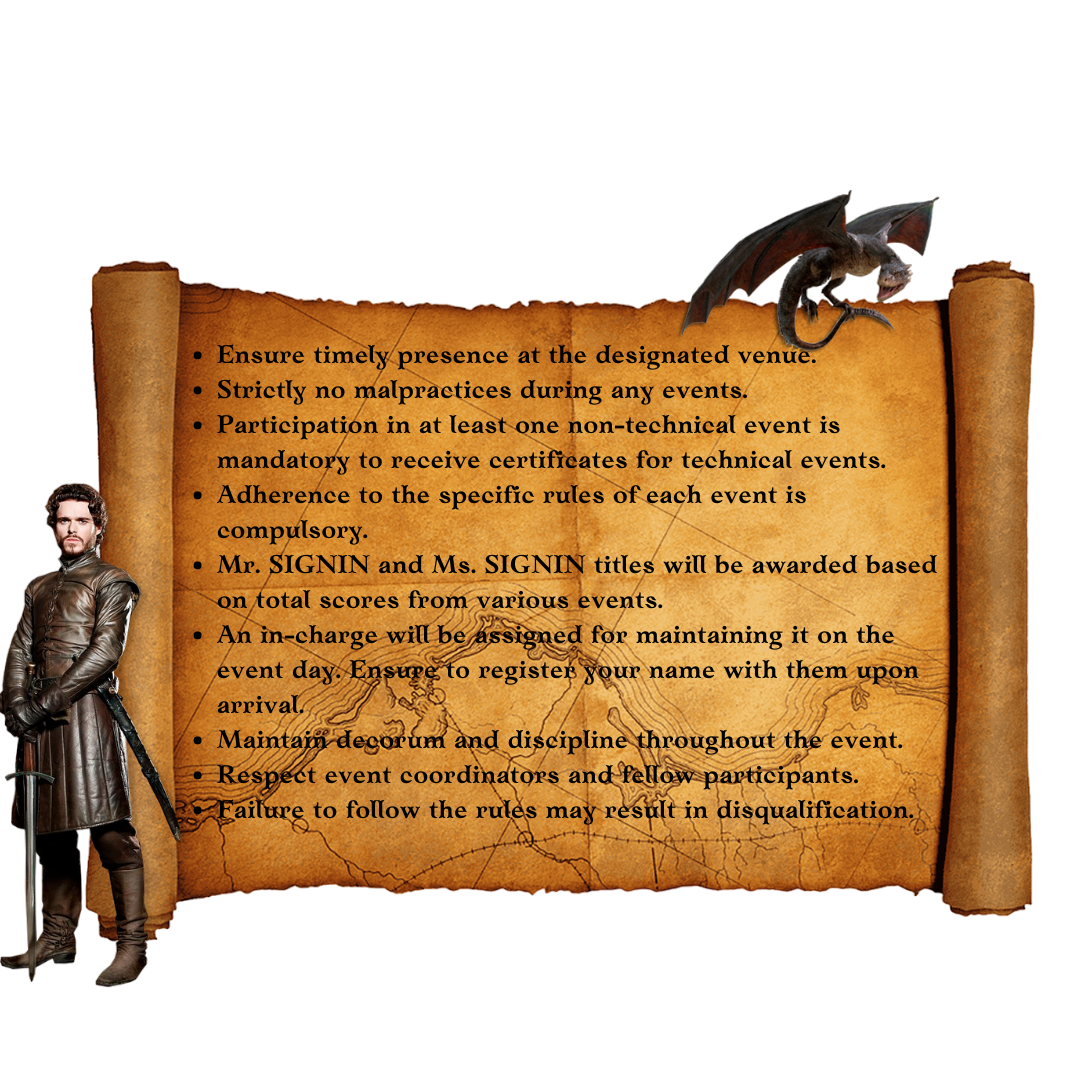 • Ensure timely presence at the designated venue.
• Strictly no malpractices during any events.
• Participation in at least one non-technical event is
mandatory to receive certificates for technical events.
• Adherence to the specific rules of each event is
compulsory.
• Mr. SIGNIN and Ms. SIGNIN titles will be awarded based
on total scores from various events.
• An in-charge will be assigned for maintaining it on the
event day. Ensure to register your name with them upon
arrival.
• Maintain decorum and discipline throughout the event.
• Respect event coordinators and fellow participants.
• Failure to follow the rules may result in disqualification.